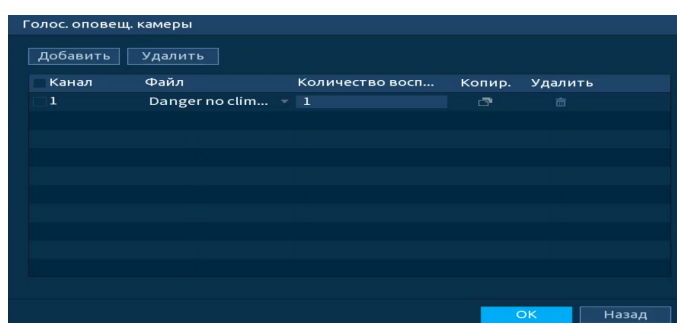 Голос. оповещ. камеры
Добавить Удалить
Канал Файл Количество восп... Копир. Удалить
1 Danger no clim... 1
OK Назад